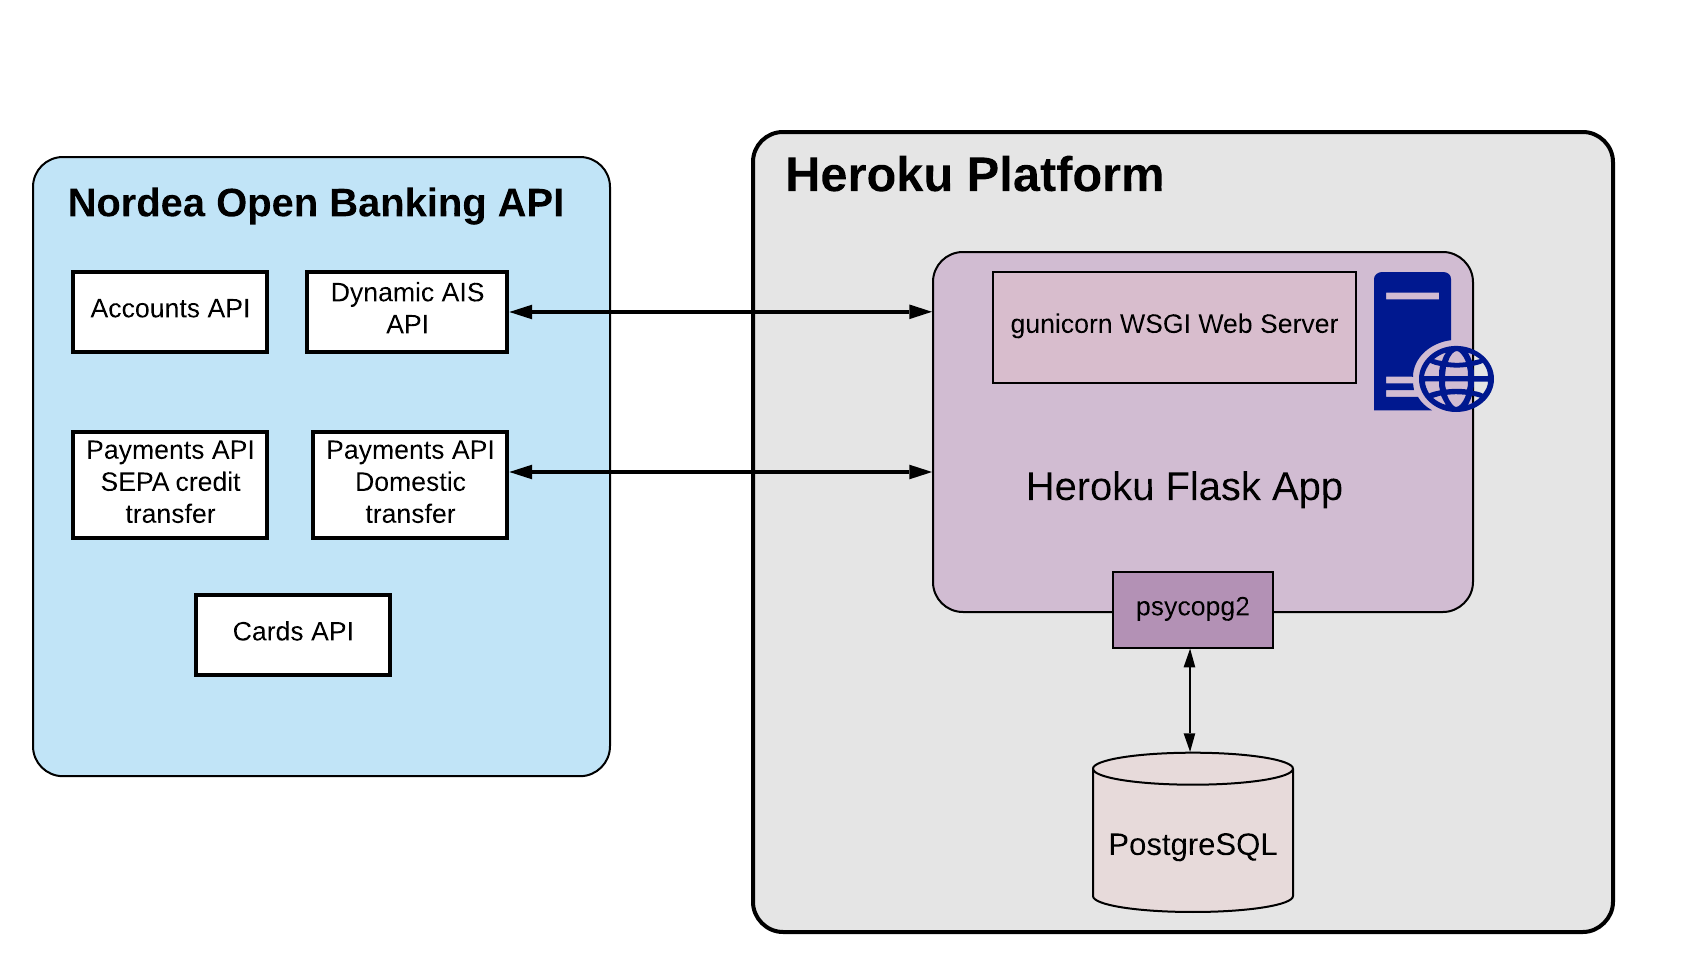 Nordea Open Banking API
Accounts API
Dynamic AIS
API
Payments API
SEPA credit
transfer
Payments API
Domestic
transfer
Cards API
Heroku Platform
gunicorn WSGI Web Server
Heroku Flask App
psycopg2
PostgreSQL